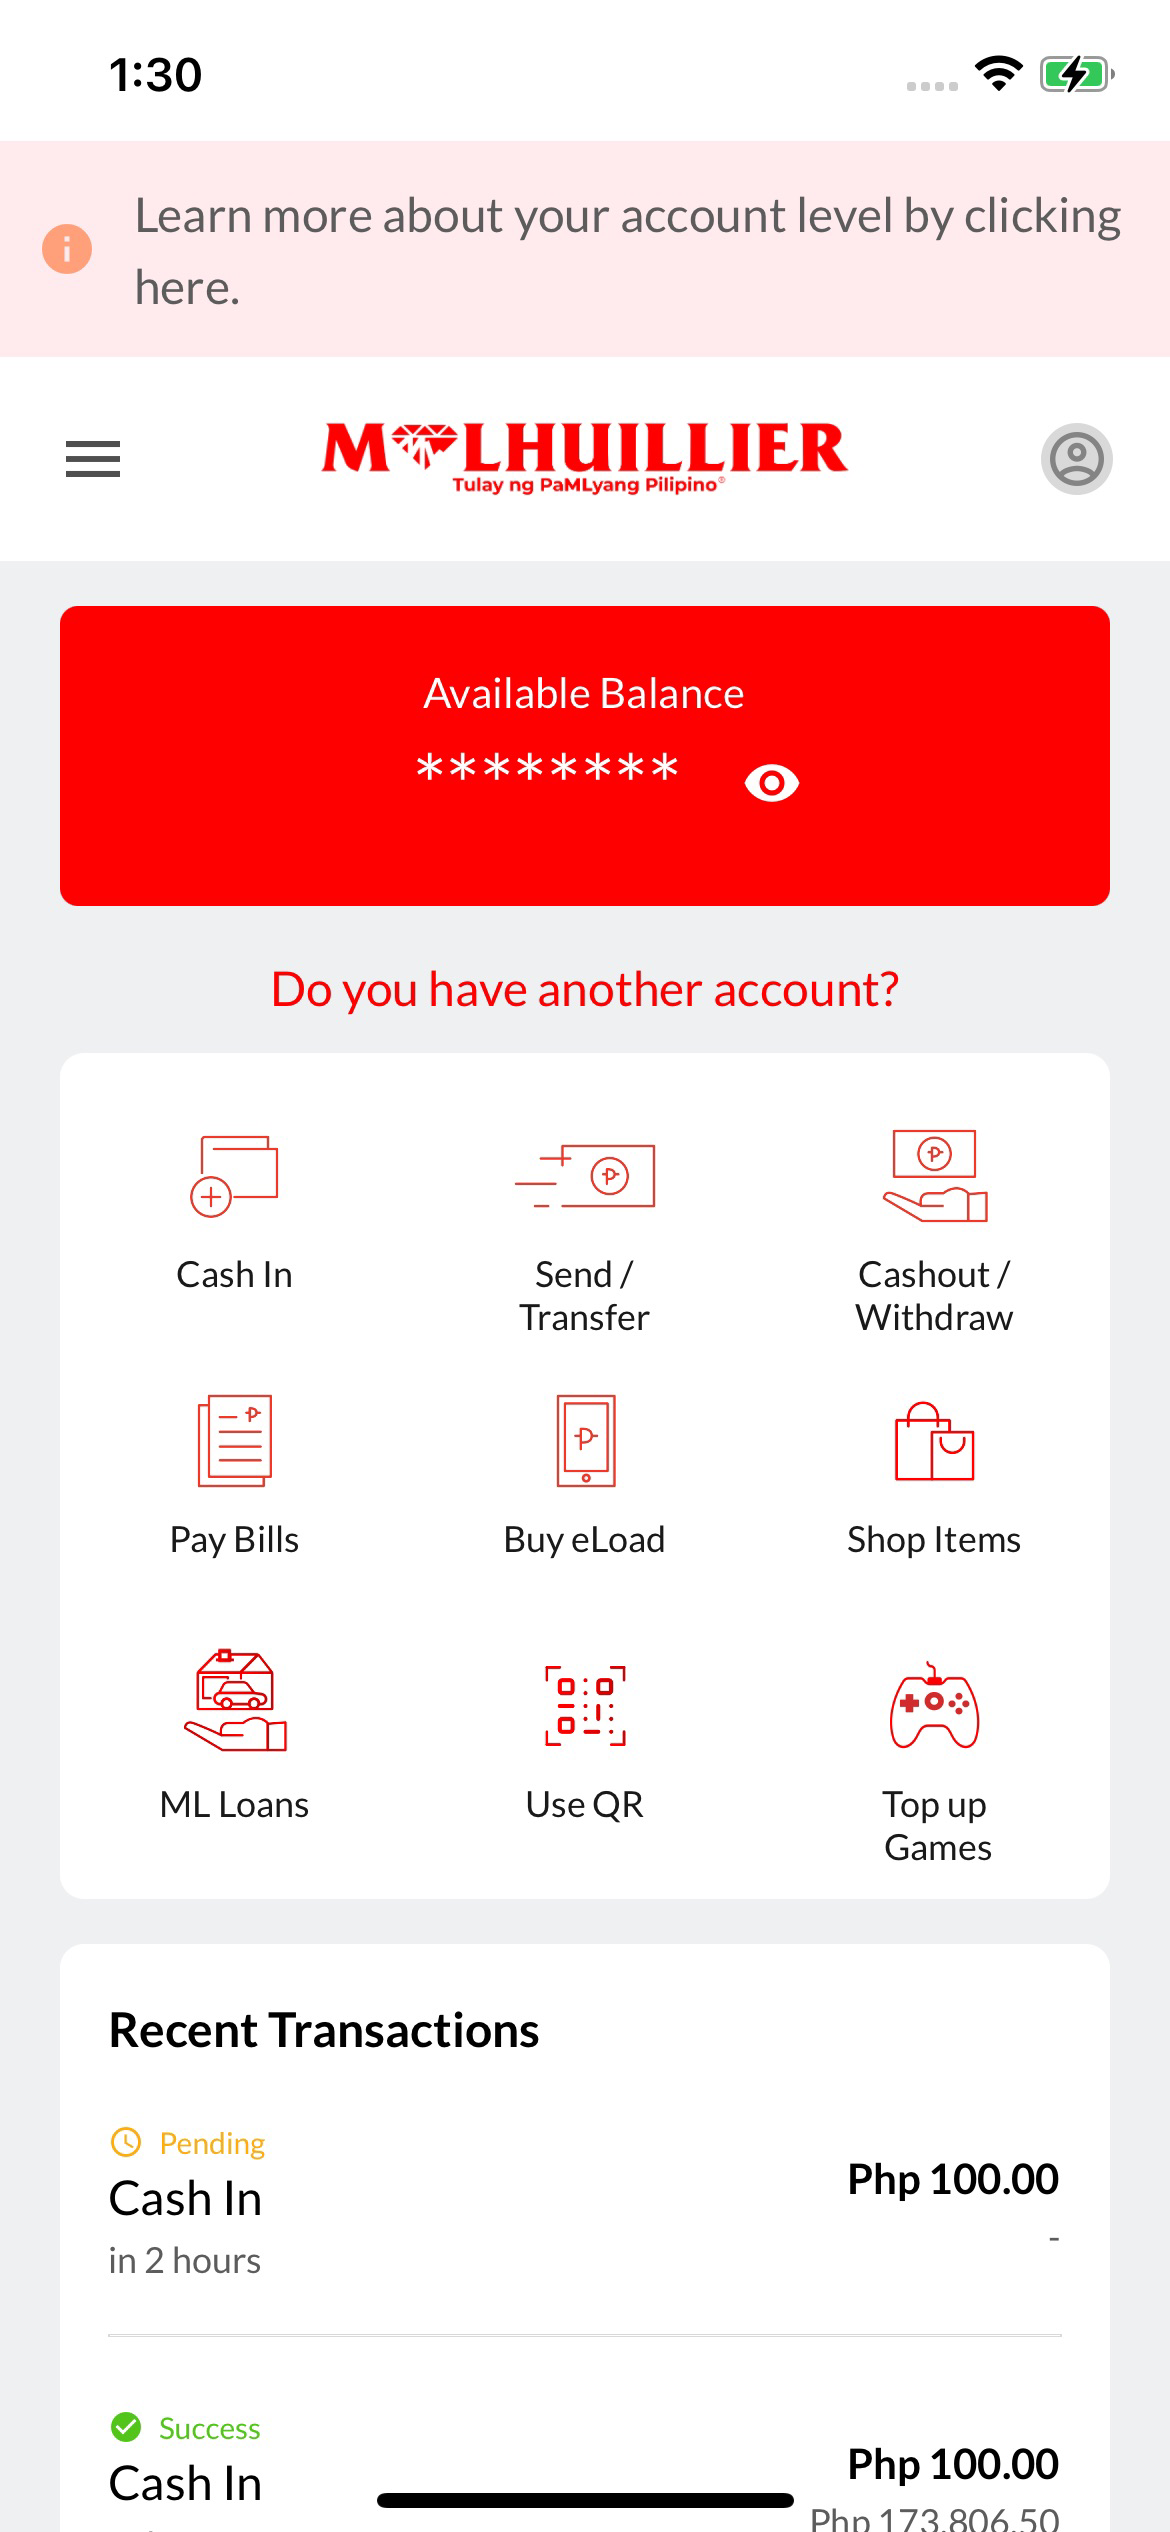 1:30
Learn more about your account level by clicking
here.
M LHUILLIER
Tulay ng PaMLyang Pilipino®
Available Balance
********
Do you have another account?
Cash In
Send /
Transfer
Cashout /
Withdraw
Pay Bills
Buy eLoad
Shop Items
ML Loans
Use QR
Top up
Games
Recent Transactions
Pending
Cash In
Php 100.00
-
in 2 hours
Success
Cash In
Php 100.00
Php 173,806.50